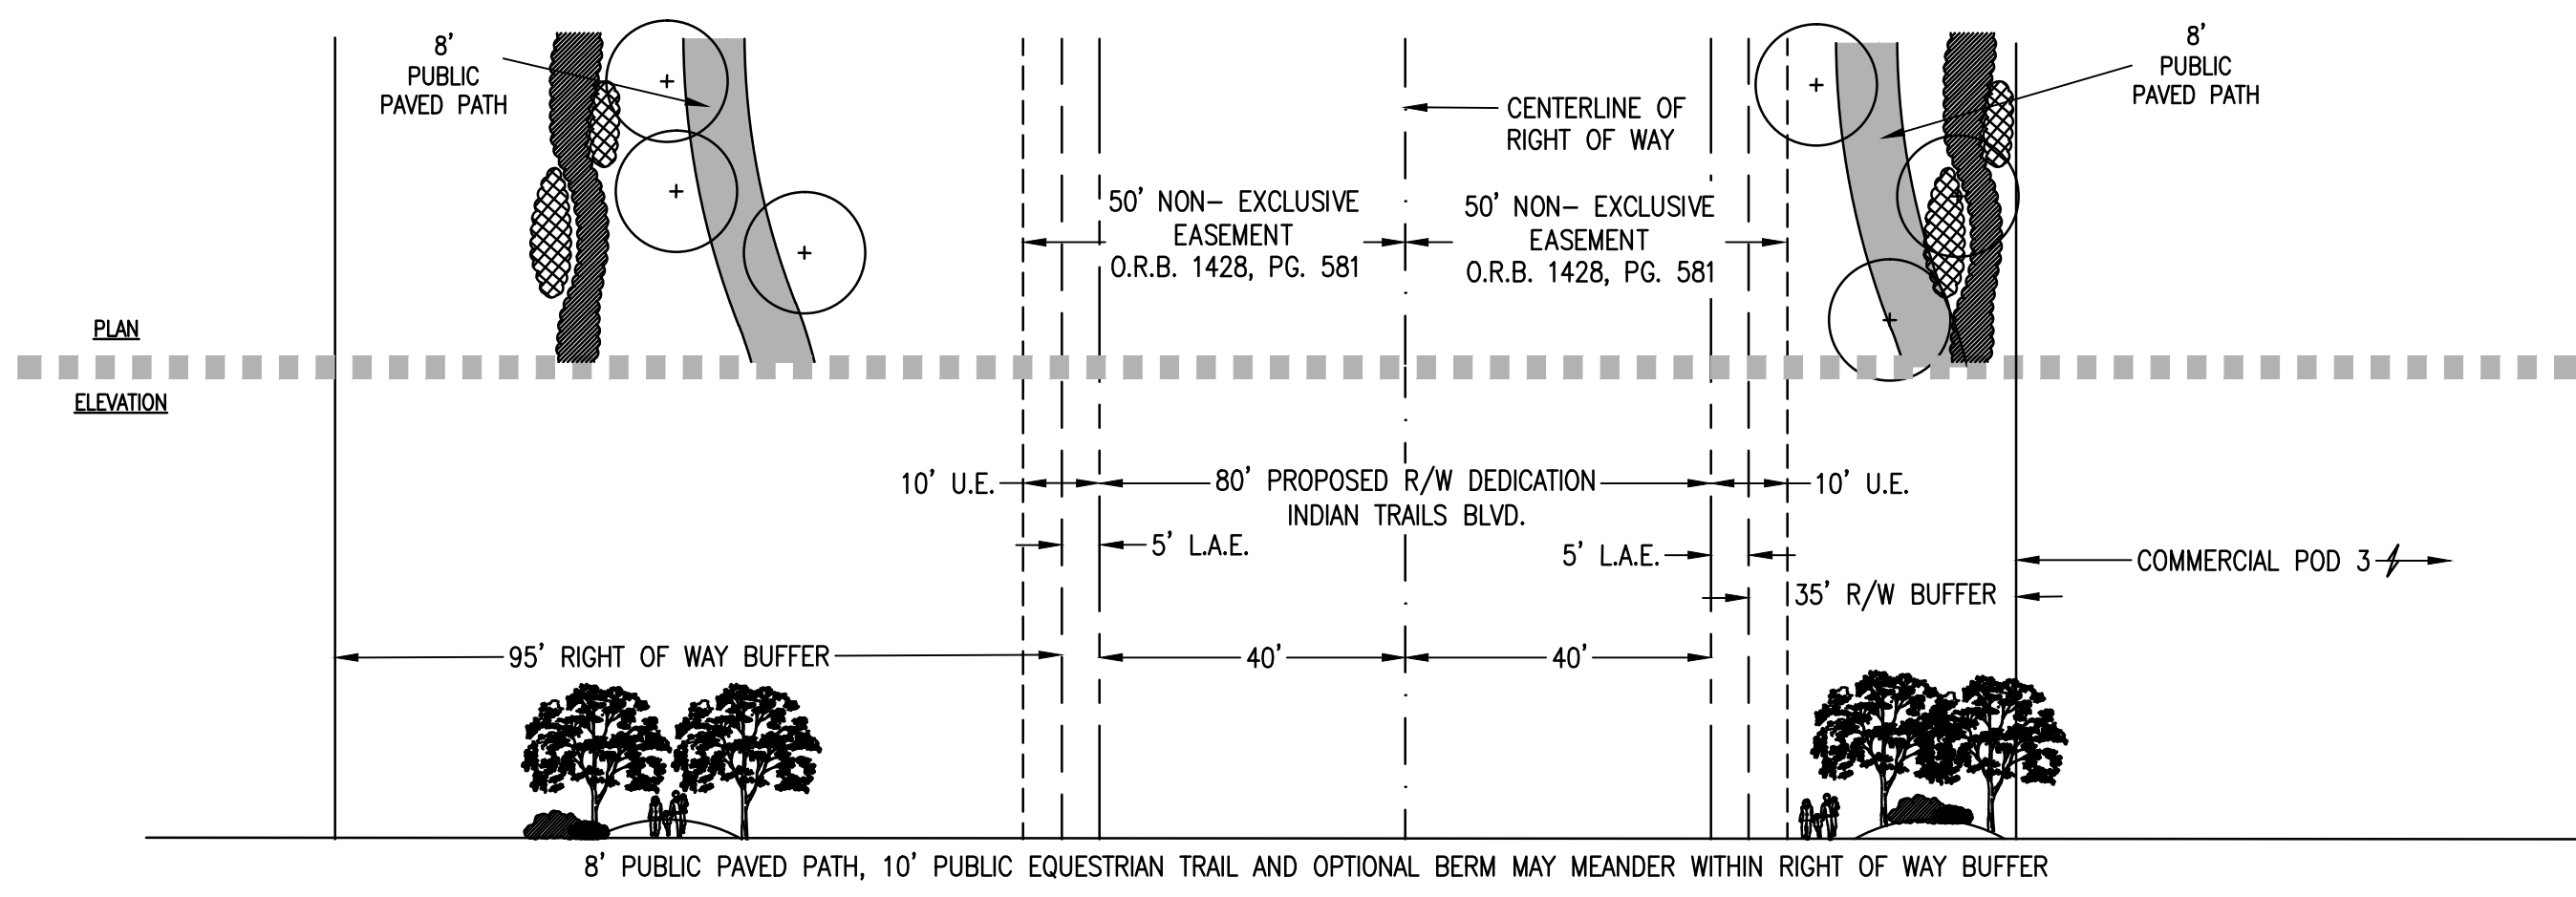 8'
PUBLIC
PAVED PATH
CENTERLINE OF
RIGHT OF WAY
8'
PUBLIC
PAVED PATH
50' NON- EXCLUSIVE
EASEMENT
O.R.B. 1428, PG. 581
50' NON- EXCLUSIVE
EASEMENT
O.R.B. 1428, PG. 581
PLAN
ELEVATION
10' U.E.
80' PROPOSED R/W DEDICATION
INDIAN TRAILS BLVD.
10' U.E.
5' L.A.E.
5' L.A.E.
COMMERCIAL POD 3
35' R/W BUFFER
95' RIGHT OF WAY BUFFER
40'
40'
8' PUBLIC PAVED PATH, 10' PUBLIC EQUESTRIAN TRAIL AND OPTIONAL BERM MAY MEANDER WITHIN RIGHT OF WAY BUFFER